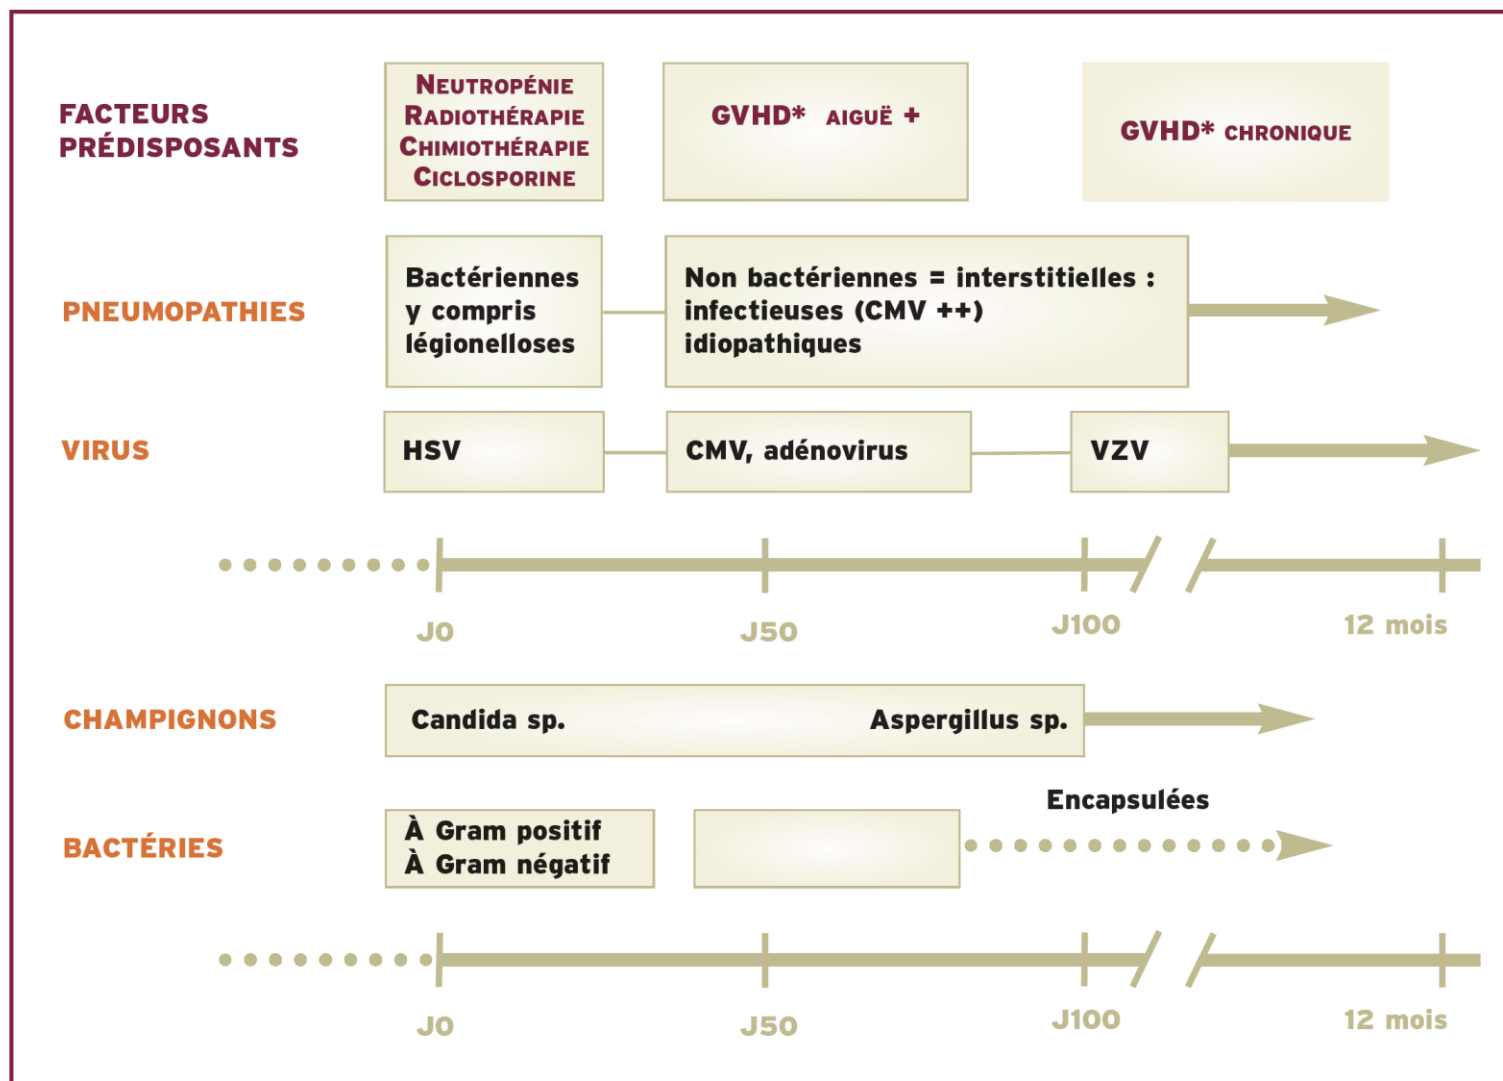 FACTEURS
PRÉDISPOSANTS
NEUTROPÉNIE
RADIOTHÉRAPIE
CHIMIOTHÉRAPIE
CICLOSPORINE
GVHD* AIGUË +
GVHD* CHRONIQUE
PNEUMOPATHIES
Bactériennes
y compris
légionelloses
Non bactériennes = interstitielles :
infectieuses (CMV ++)
idiopathiques
VIRUS
HSV
CMV, adénovirus
VZV
J0
J50
J100
12 mois
CHAMPIGNONS
Candida sp.
Aspergillus sp.
BACTÉRIES
À Gram positif
À Gram négatif
Encapsulées
J0
J50
J100
12 mois